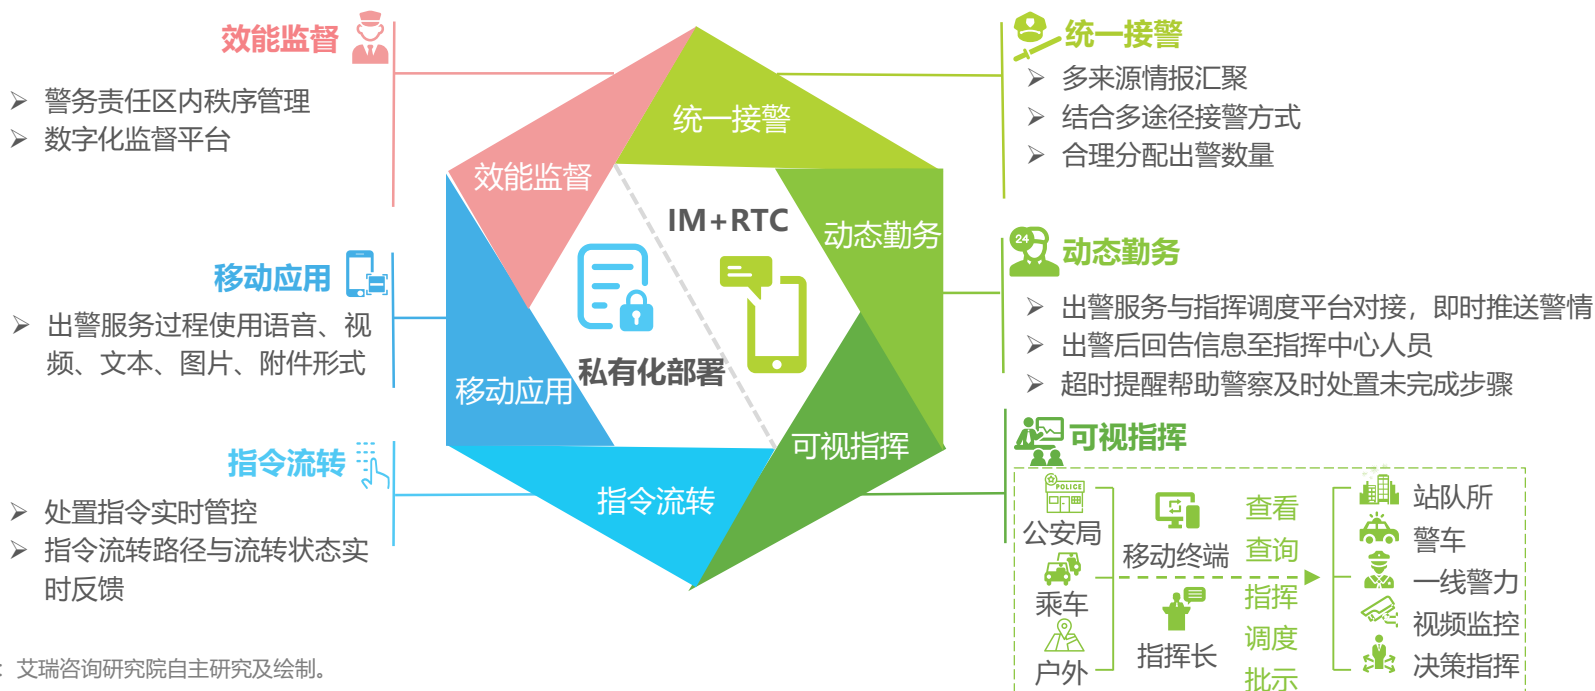 效能监督
警务责任区内秩序管理
数字化监督平台
移动应用
出警服务过程使用语音、视
频、文本、图片、附件形式
指令流转
处置指令实时管控
指令流转路径与流转状态实
时反馈
统一接警
效能监督
动态勤务
IM+RTC
私有化部署
移动应用
可视指挥
指令流转
统一接警
多来源情报汇聚
结合多途径接警方式
合理分配出警数量
24
动态勤务
出警服务与指挥调度平台对接，即时推送警情
出警后回告信息至指挥中心人员
超时提醒帮助警察及时处置未完成步骤
可视指挥
POLICE
公安局
乘车
户外
移动终端
指挥长
查看
查询
指挥
调度
批示
站队所
警车
一线警力
视频监控
决策指挥
：艾瑞咨询研究院自主研究及绘制。